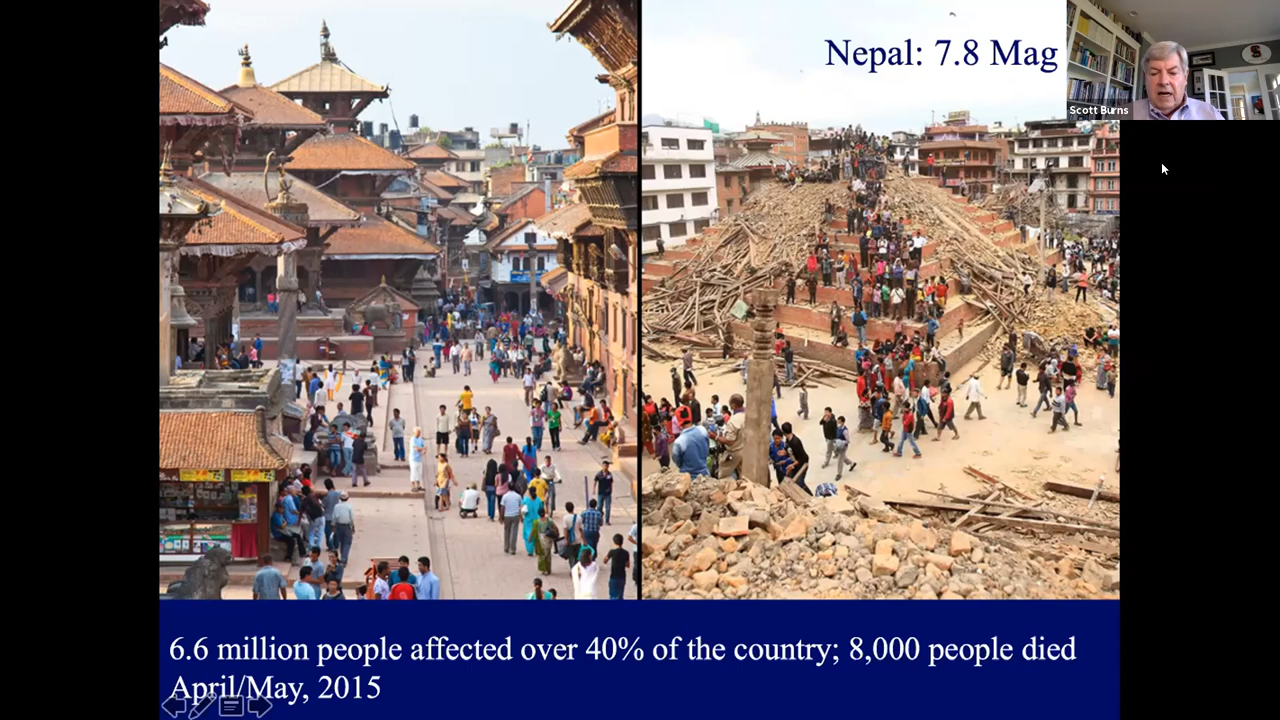 Nepal: 7.8 Mag
Scott Burns
6.6 million people affected over 40% of the country; 8,000 people died
April/May, 2015